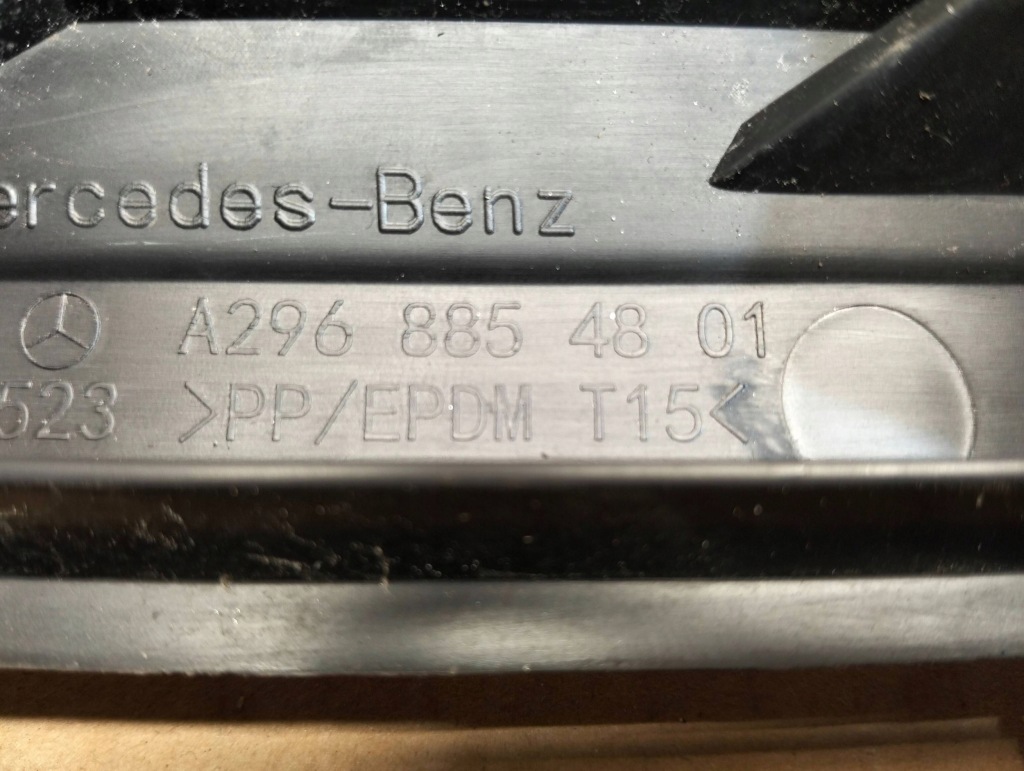 ercedes-Benz
A296 885 48 01
523 >PP/EPDM T15<